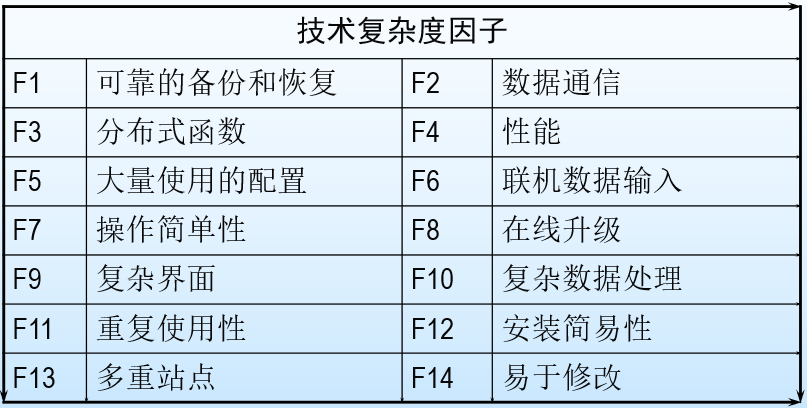 技术复杂度因子
F1 可靠的备份和恢复 F2 数据通信
F3 分布式函数 F4 性能
F5 大量使用的配置 F6 联机数据输入
F7 操作简单性 F8 在线升级
F9 复杂界面 F10 复杂数据处理
F11 重复使用性 F12 安装简易性
F13 多重站点 F14 易于修改